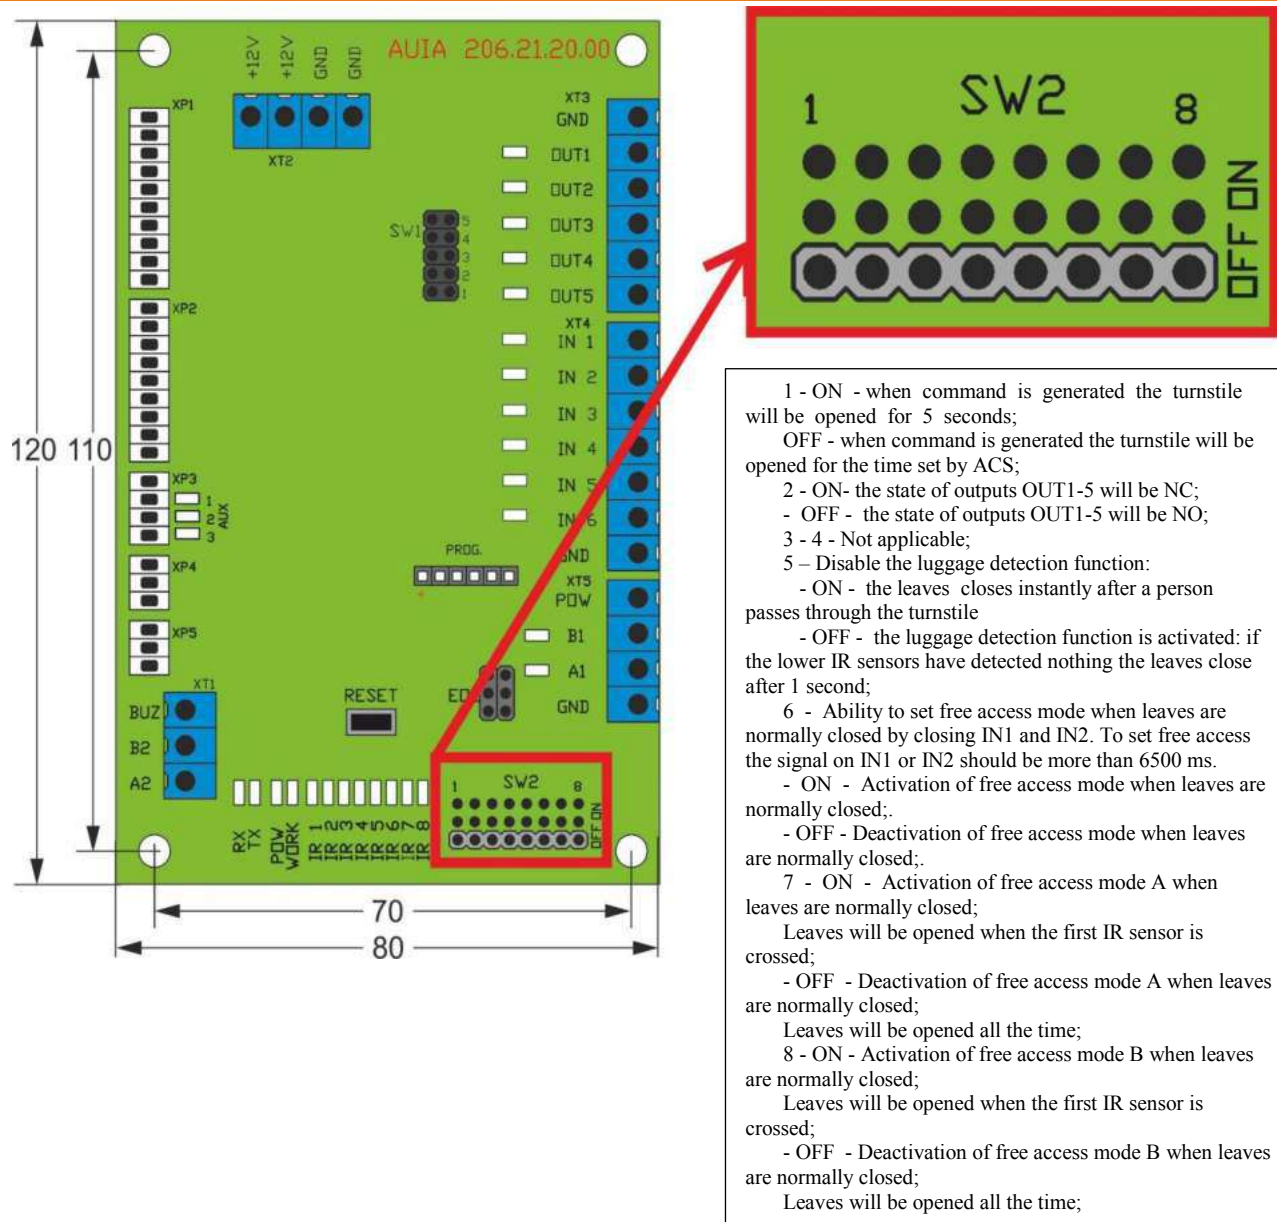 AUIA 206.21.20.00
+12V
+12V
GND
GND
XT2
XP1
XP2
XP3
1
2
3
AUX
XP4
XP5
XT1
BUZ
B2
A2
SW1
5
4
3
2
1
XT3
GND
OUT1
OUT2
OUT3
OUT4
OUT5
XT4
IN 1
IN 2
IN 3
IN 4
IN 5
IN 6
GND
XT5
POW
B1
A1
GND
PROG.
RESET
RX
TX
POW
WORK
IR 1
IR 2
IR 3
IR 4
IR 5
IR 6
IR 7
IR 8
SW2
1 8
OFF ON
120
110
70
80
SW2
1 8
OFF ON
1 - ON - when command is generated the turnstile
will be opened for 5 seconds;
OFF - when command is generated the turnstile will be
opened for the time set by ACS;
2 - ON- the state of outputs OUT1-5 will be NC;
- OFF - the state of outputs OUT1-5 will be NO;
3 - 4 - Not applicable;
5 – Disable the luggage detection function:
- ON - the leaves closes instantly after a person
passes through the turnstile
- OFF - the luggage detection function is activated: if
the lower IR sensors have detected nothing the leaves close
after 1 second;
6 - Ability to set free access mode when leaves are
normally closed by closing IN1 and IN2. To set free access
the signal on IN1 or IN2 should be more than 6500 ms.
- ON - Activation of free access mode when leaves are
normally closed;.
- OFF - Deactivation of free access mode when leaves
are normally closed;.
7 - ON - Activation of free access mode A when
leaves are normally closed;
Leaves will be opened when the first IR sensor is
crossed;
- OFF - Deactivation of free access mode A when leaves
are normally closed;
Leaves will be opened all the time;
8 - ON - Activation of free access mode B when leaves
are normally closed;
Leaves will be opened when the first IR sensor is
crossed;
- OFF - Deactivation of free access mode B when leaves
are normally closed;
Leaves will be opened all the time;